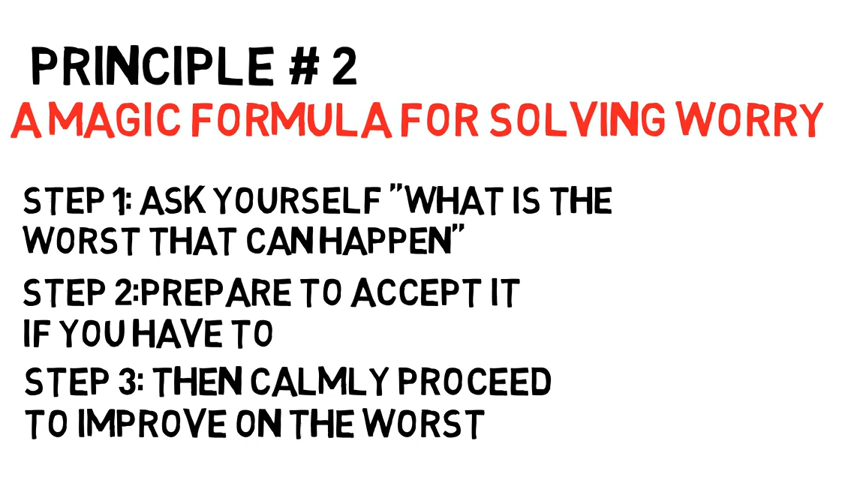 PRINCIPLE # 2
A MAGIC FORMULA FOR SOLVING WORRY
STEP 1: ASK YOURSELF "WHAT IS THE
WORST THAT CAN HAPPEN"
STEP 2:PREPARE TO ACCEPT IT
IF YOU HAVE TO
STEP 3: THEN CALMLY PROCEED
TO IMPROVE ON THE WORST